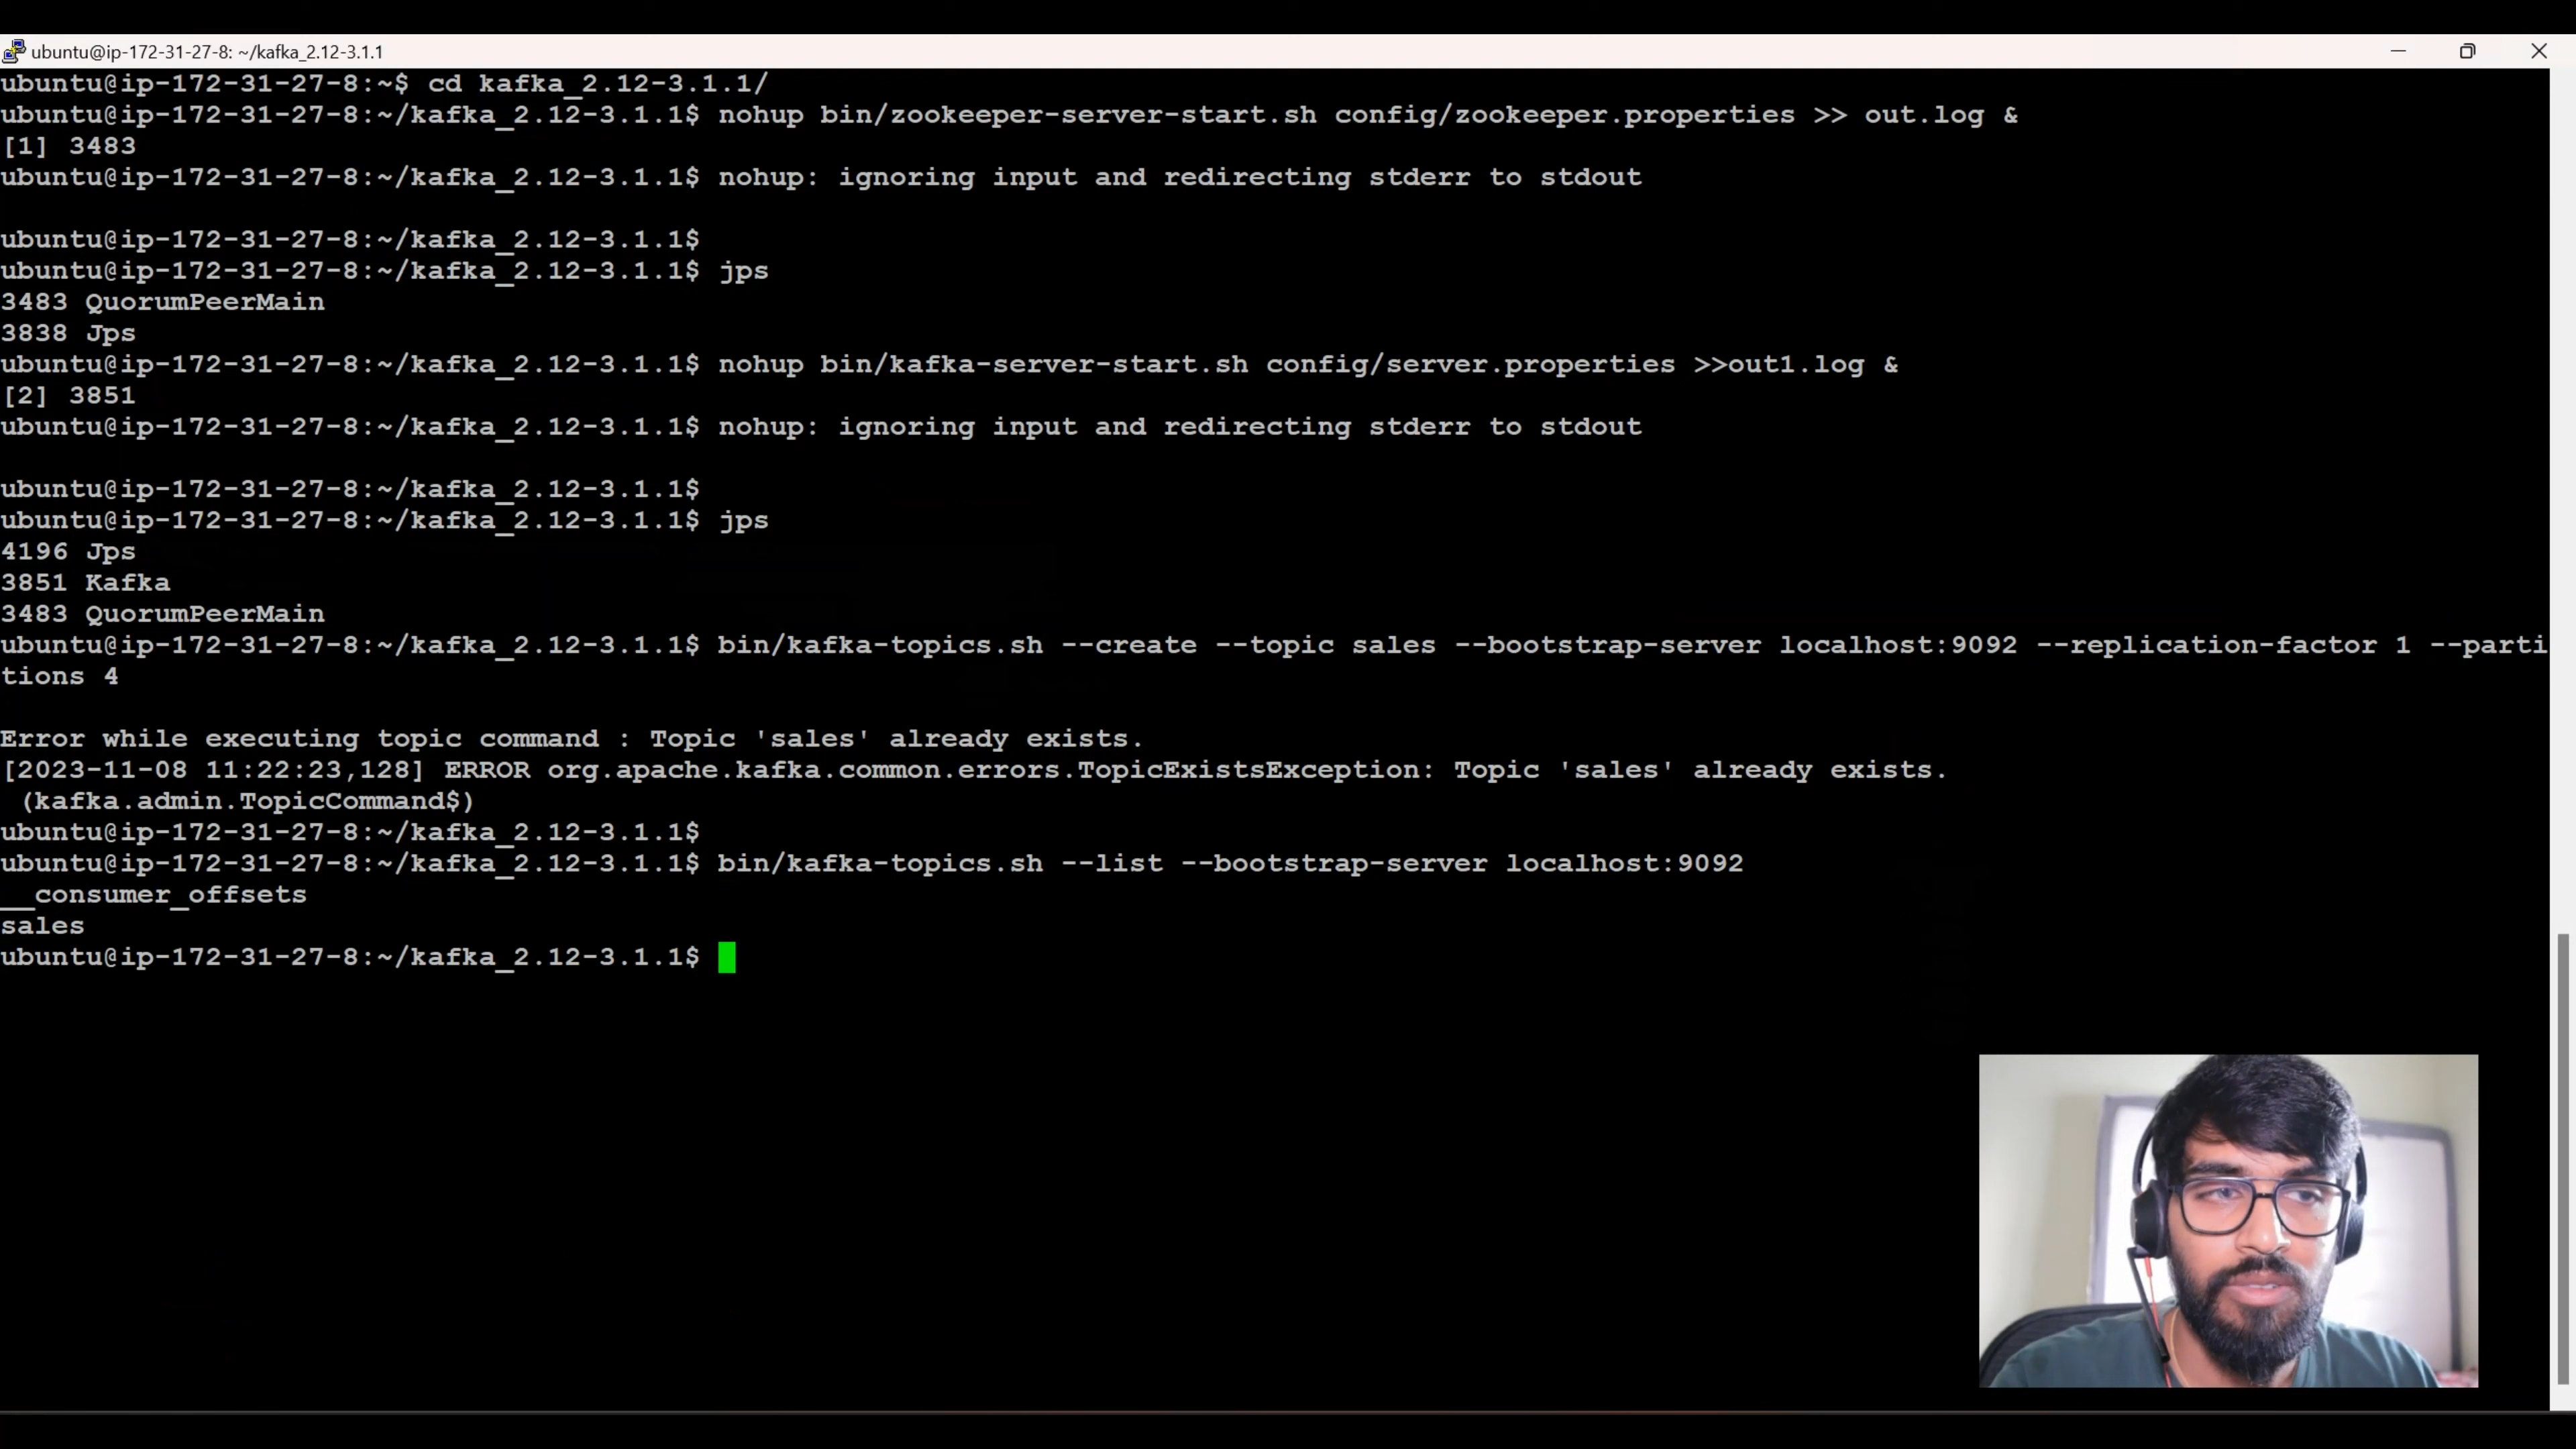 ubuntu@ip-172-31-27-8: ~/kafka_2.12-3.1.1
ubuntu@ip-172-31-27-8:~$ cd kafka_2.12-3.1.1/
ubuntu@ip-172-31-27-8:~/kafka_2.12-3.1.1$ nohup bin/zookeeper-server-start.sh config/zookeeper.properties >> out.log &
[1] 3483
ubuntu@ip-172-31-27-8:~/kafka_2.12-3.1.1$ nohup: ignoring input and redirecting stderr to stdout
ubuntu@ip-172-31-27-8:~/kafka_2.12-3.1.1$
ubuntu@ip-172-31-27-8:~/kafka_2.12-3.1.1$ jps
3483 QuorumPeerMain
3838 Jps
ubuntu@ip-172-31-27-8:~/kafka_2.12-3.1.1$ nohup bin/kafka-server-start.sh config/server.properties >>out1.log &
[2] 3851
ubuntu@ip-172-31-27-8:~/kafka_2.12-3.1.1$ nohup: ignoring input and redirecting stderr to stdout
ubuntu@ip-172-31-27-8:~/kafka_2.12-3.1.1$
ubuntu@ip-172-31-27-8:~/kafka_2.12-3.1.1$ jps
4196 Jps
3851 Kafka
3483 QuorumPeerMain
ubuntu@ip-172-31-27-8:~/kafka_2.12-3.1.1$ bin/kafka-topics.sh --create --topic sales --bootstrap-server localhost:9092 --replication-factor 1 --parti
tions 4
Error while executing topic command : Topic 'sales' already exists.
[2023-11-08 11:22:23,128] ERROR org.apache.kafka.common.errors.TopicExistsException: Topic 'sales' already exists.
(kafka.admin.TopicCommand$)
ubuntu@ip-172-31-27-8:~/kafka_2.12-3.1.1$
ubuntu@ip-172-31-27-8:~/kafka_2.12-3.1.1$ bin/kafka-topics.sh --list --bootstrap-server localhost:9092
__consumer_offsets
sales
ubuntu@ip-172-31-27-8:~/kafka_2.12-3.1.1$